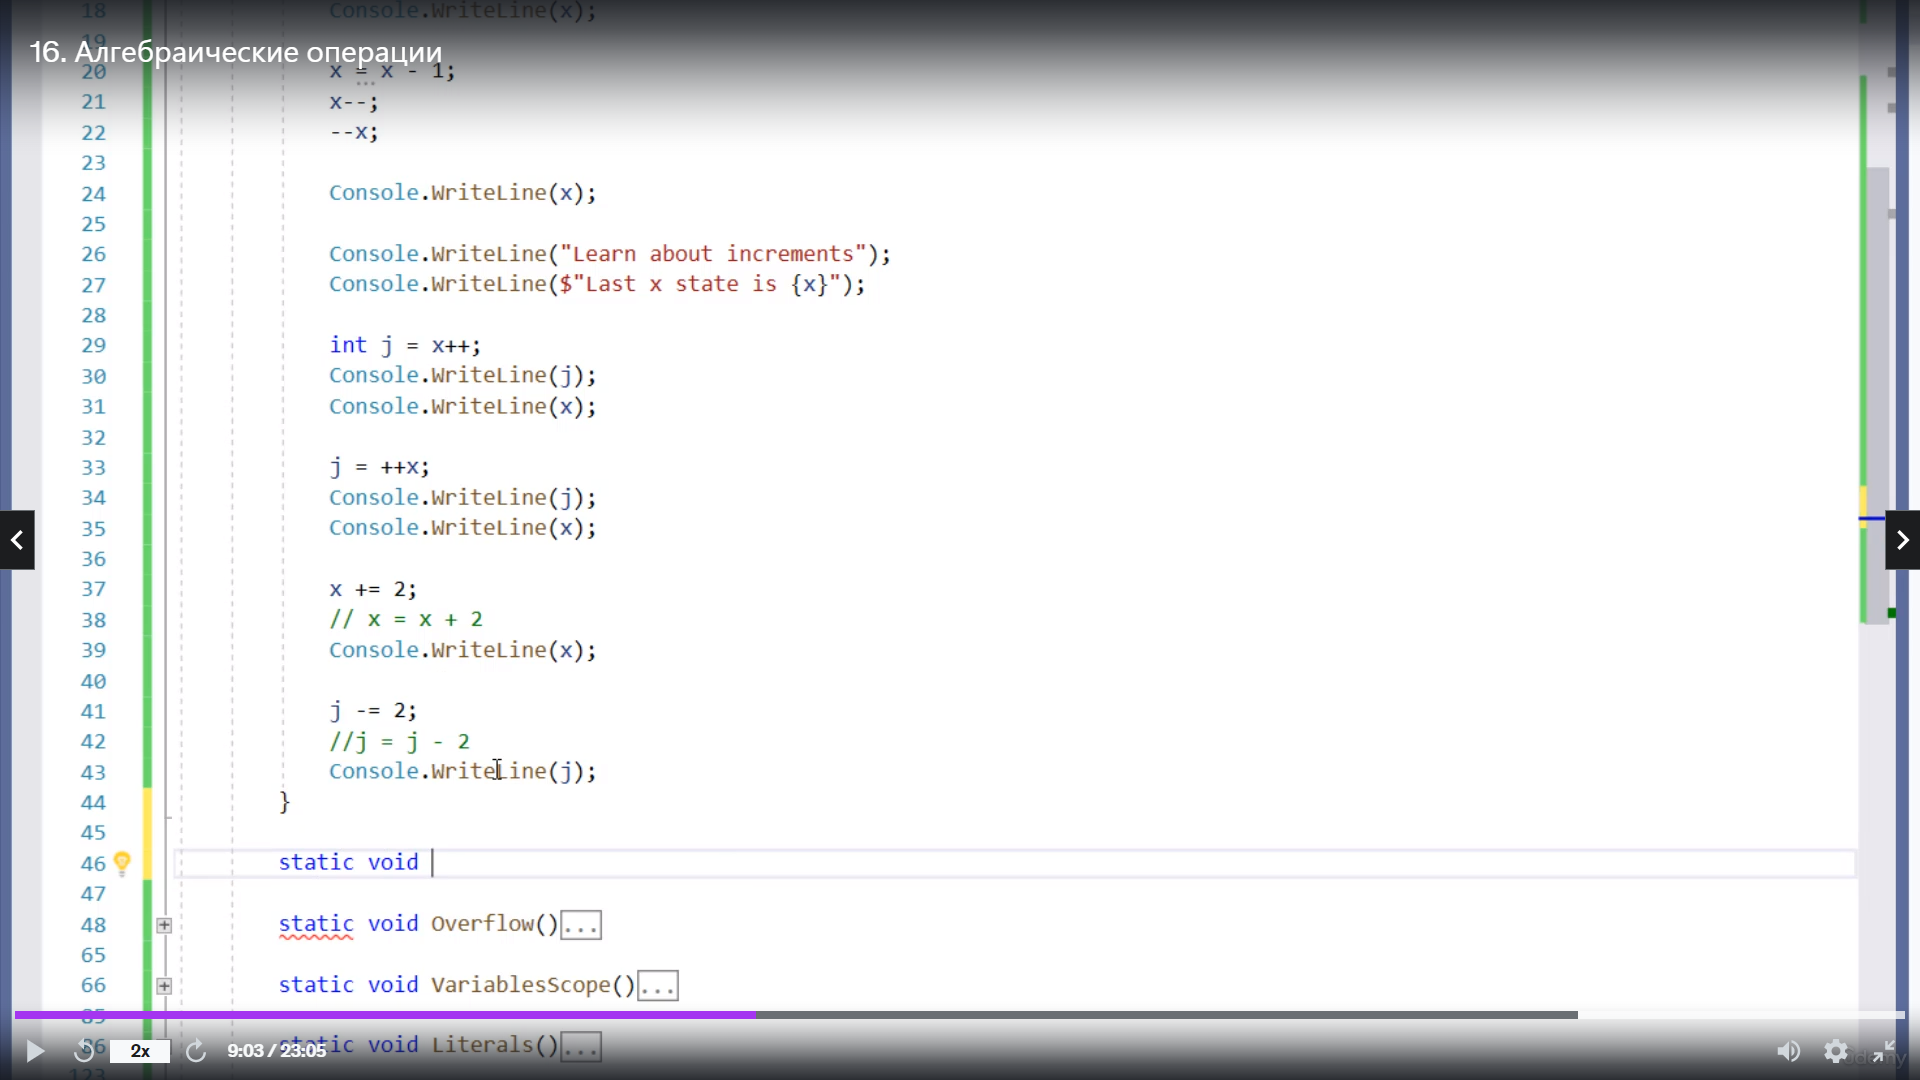 18 Console.WriteLine(x);
19
16. Алгебраические операции
20 x = x - 1;
21 x--;
22 --x;
23
24 Console.WriteLine(x);
25
26 Console.WriteLine("Learn about increments");
27 Console.WriteLine($"Last x state is {x}");
28
29 int j = x++;
30 Console.WriteLine(j);
31 Console.WriteLine(x);
32
33 j = ++x;
34 Console.WriteLine(j);
35 Console.WriteLine(x);
36
37 x += 2;
38 // x = x + 2
39 Console.WriteLine(x);
40
41 j -= 2;
42 //j = j - 2
43 Console.WriteLine(j);
44 }
45
46 static void
47
48 static void Overflow()...
65
66 static void VariablesScope()...
85
86 static void Literals()...
2x 9:03 / 23:05
Udemy
123